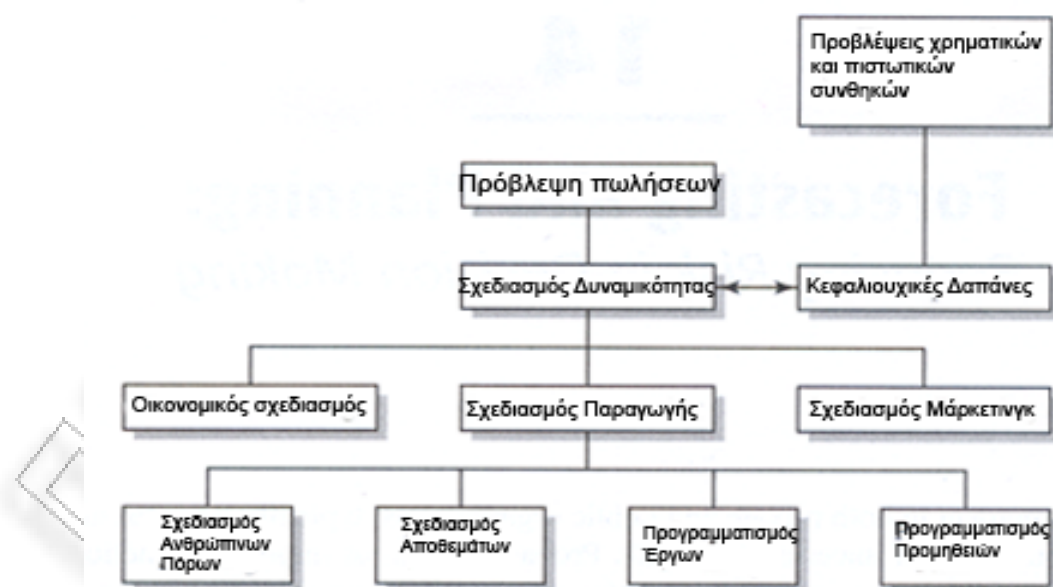 Προβλέψεις χρηματικών
και πιστωτικών
συνθηκών
Πρόβλεψη πωλήσεων
Σχεδιασμός Δυναμικότητας
Κεφαλιουχικές Δαπάνες
Οικονομικός σχεδιασμός
Σχεδιασμός Παραγωγής
Σχεδιασμός Μάρκετινγκ
Σχεδιασμός
Ανθρώπινων
Πόρων
Σχεδιασμός
Αποθεμάτων
Προγραμματισμός
Έργων
Προγραμματισμός
Προμηθειών